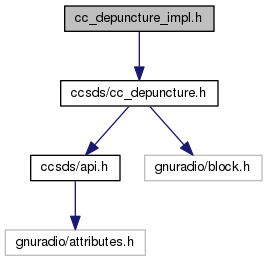 cc_depuncture_impl.h
ccsds/cc_depuncture.h
ccsds/api.h
gnuradio/block.h
gnuradio/attributes.h